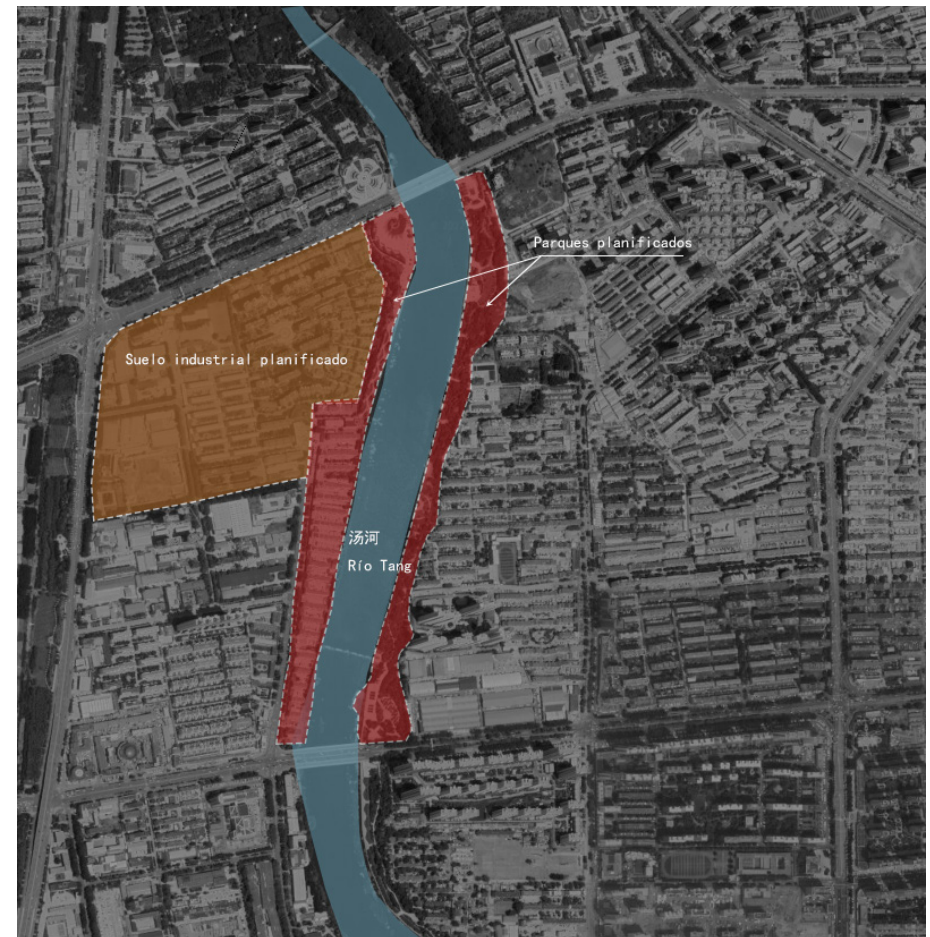 Parques planificados
Suelo industrial planificado
汤河
Río Tang